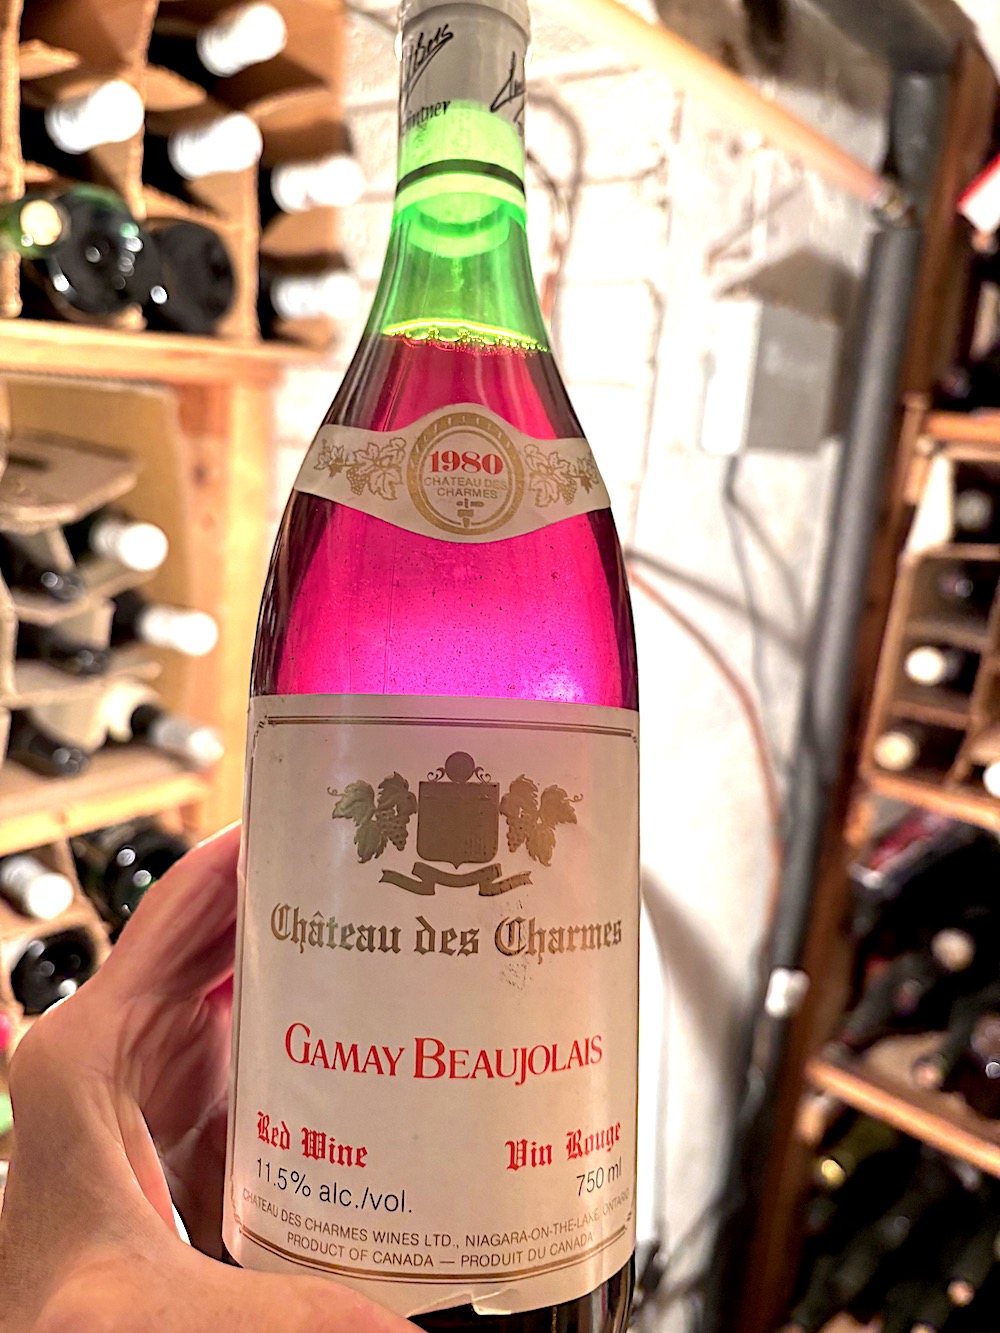 1980
CHATEAU DES
CHARMES
Château des Charmes
GAMAY BEAUJOLAIS
Red Wine Vin Rouge
11.5% alc./vol. 750 ml
CHATEAU DES CHARMES WINES LTD., NIAGARA-ON-THE-LAKE, ONTARIO
PRODUCT OF CANADA — PRODUIT DU CANADA